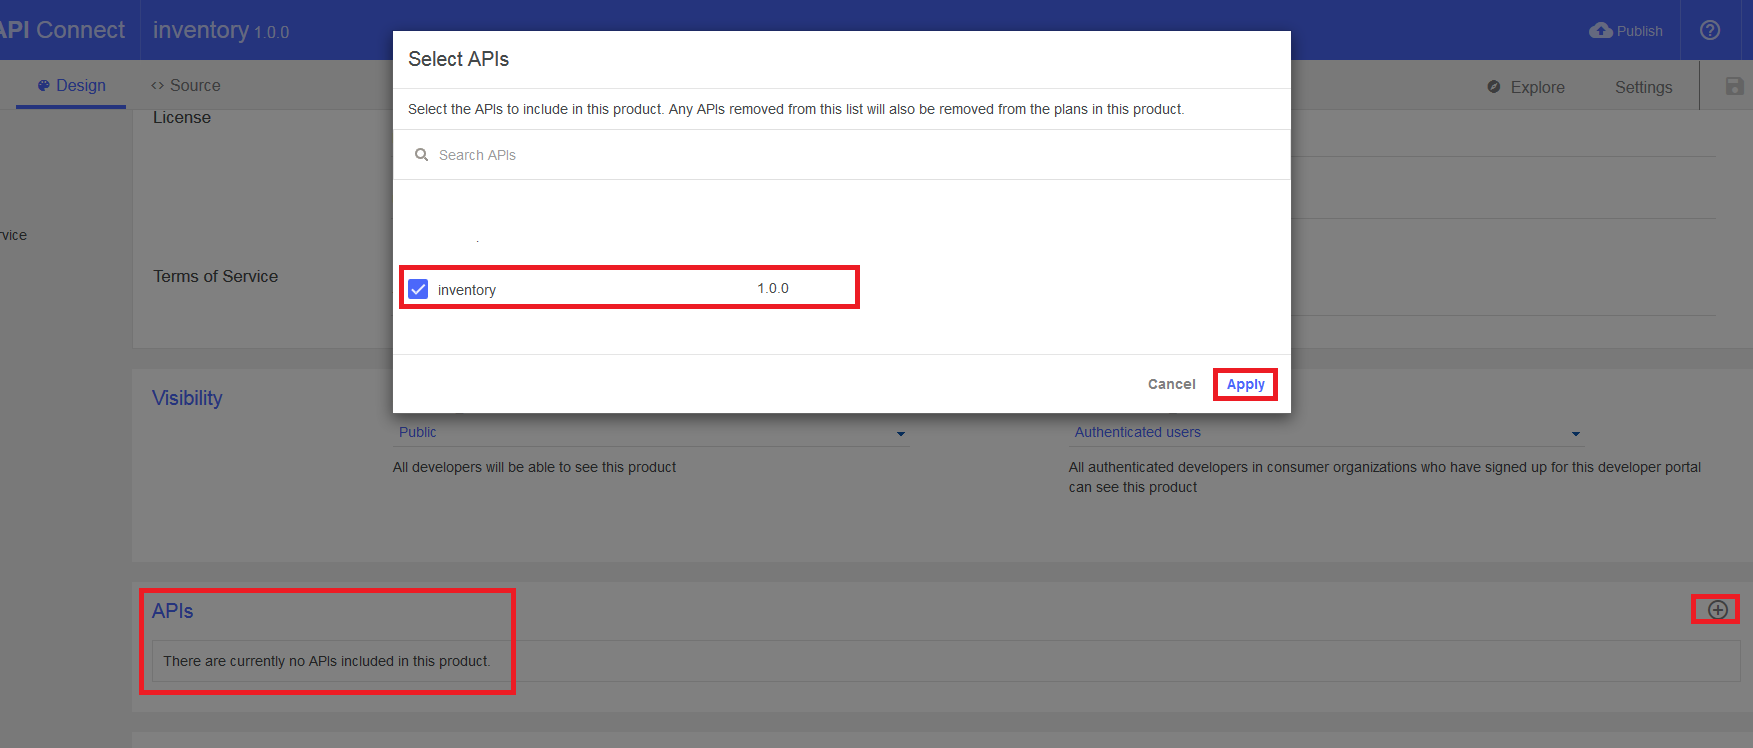 API Connect
inventory 1.0.0
Publish
Design
Source
Explore
Settings
Select APIs
Select the APIs to include in this product. Any APIs removed from this list will also be removed from the plans in this product.
Search APIs
inventory 1.0.0
Cancel Apply
License
rvice
Terms of Service
Visibility
Public
All developers will be able to see this product
Authenticated users
All authenticated developers in consumer organizations who have signed up for this developer portal
can see this product
APIs
There are currently no APIs included in this product.